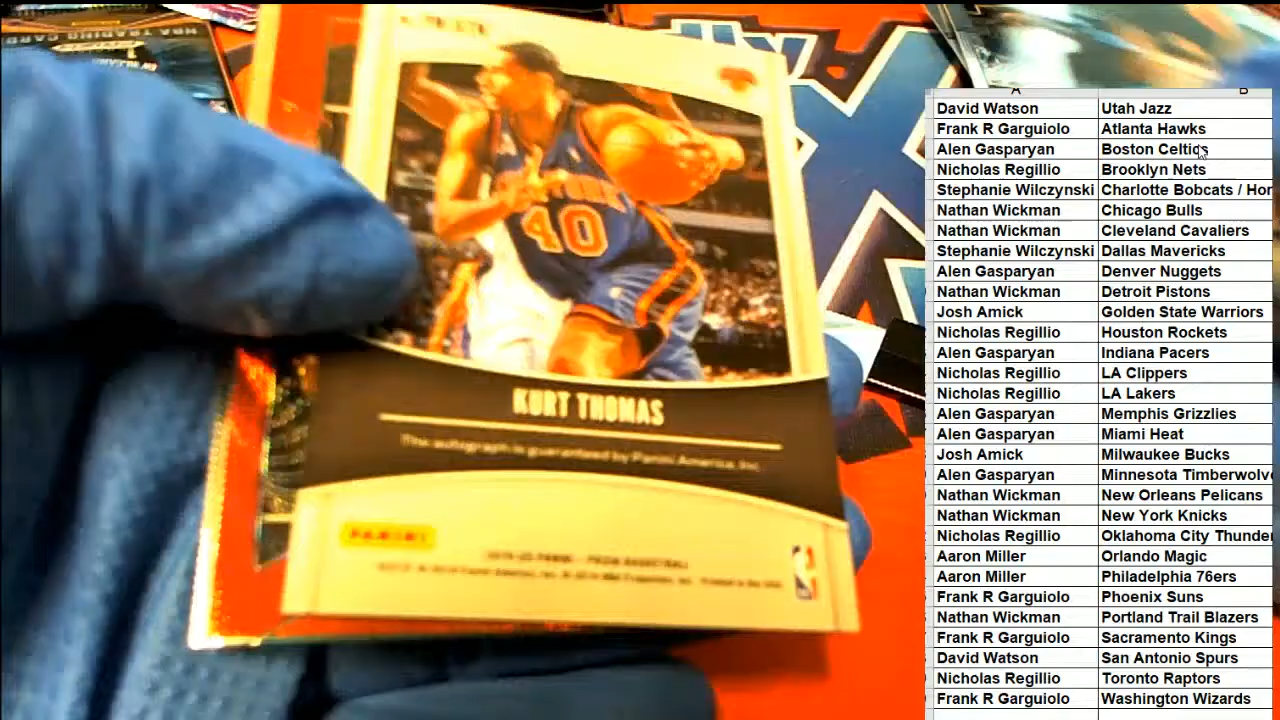 KURT THOMAS
The autograph is guaranteed by Panini America, Inc.
PANINI
40
A B
David Watson Utah Jazz
Frank R Garguiolo Atlanta Hawks
Alen Gasparyan Boston Celtics
Nicholas Regillio Brooklyn Nets
Stephanie Wilczynski Charlotte Bobcats / Hor
Nathan Wickman Chicago Bulls
Nathan Wickman Cleveland Cavaliers
Stephanie Wilczynski Dallas Mavericks
Alen Gasparyan Denver Nuggets
Nathan Wickman Detroit Pistons
Josh Amick Golden State Warriors
Nicholas Regillio Houston Rockets
Alen Gasparyan Indiana Pacers
Nicholas Regillio LA Clippers
Nicholas Regillio LA Lakers
Alen Gasparyan Memphis Grizzlies
Alen Gasparyan Miami Heat
Josh Amick Milwaukee Bucks
Alen Gasparyan Minnesota Timberwolve
Nathan Wickman New Orleans Pelicans
Nathan Wickman New York Knicks
Nicholas Regillio Oklahoma City Thunder
Aaron Miller Orlando Magic
Aaron Miller Philadelphia 76ers
Frank R Garguiolo Phoenix Suns
Nathan Wickman Portland Trail Blazers
Frank R Garguiolo Sacramento Kings
David Watson San Antonio Spurs
Nicholas Regillio Toronto Raptors
Frank R Garguiolo Washington Wizards